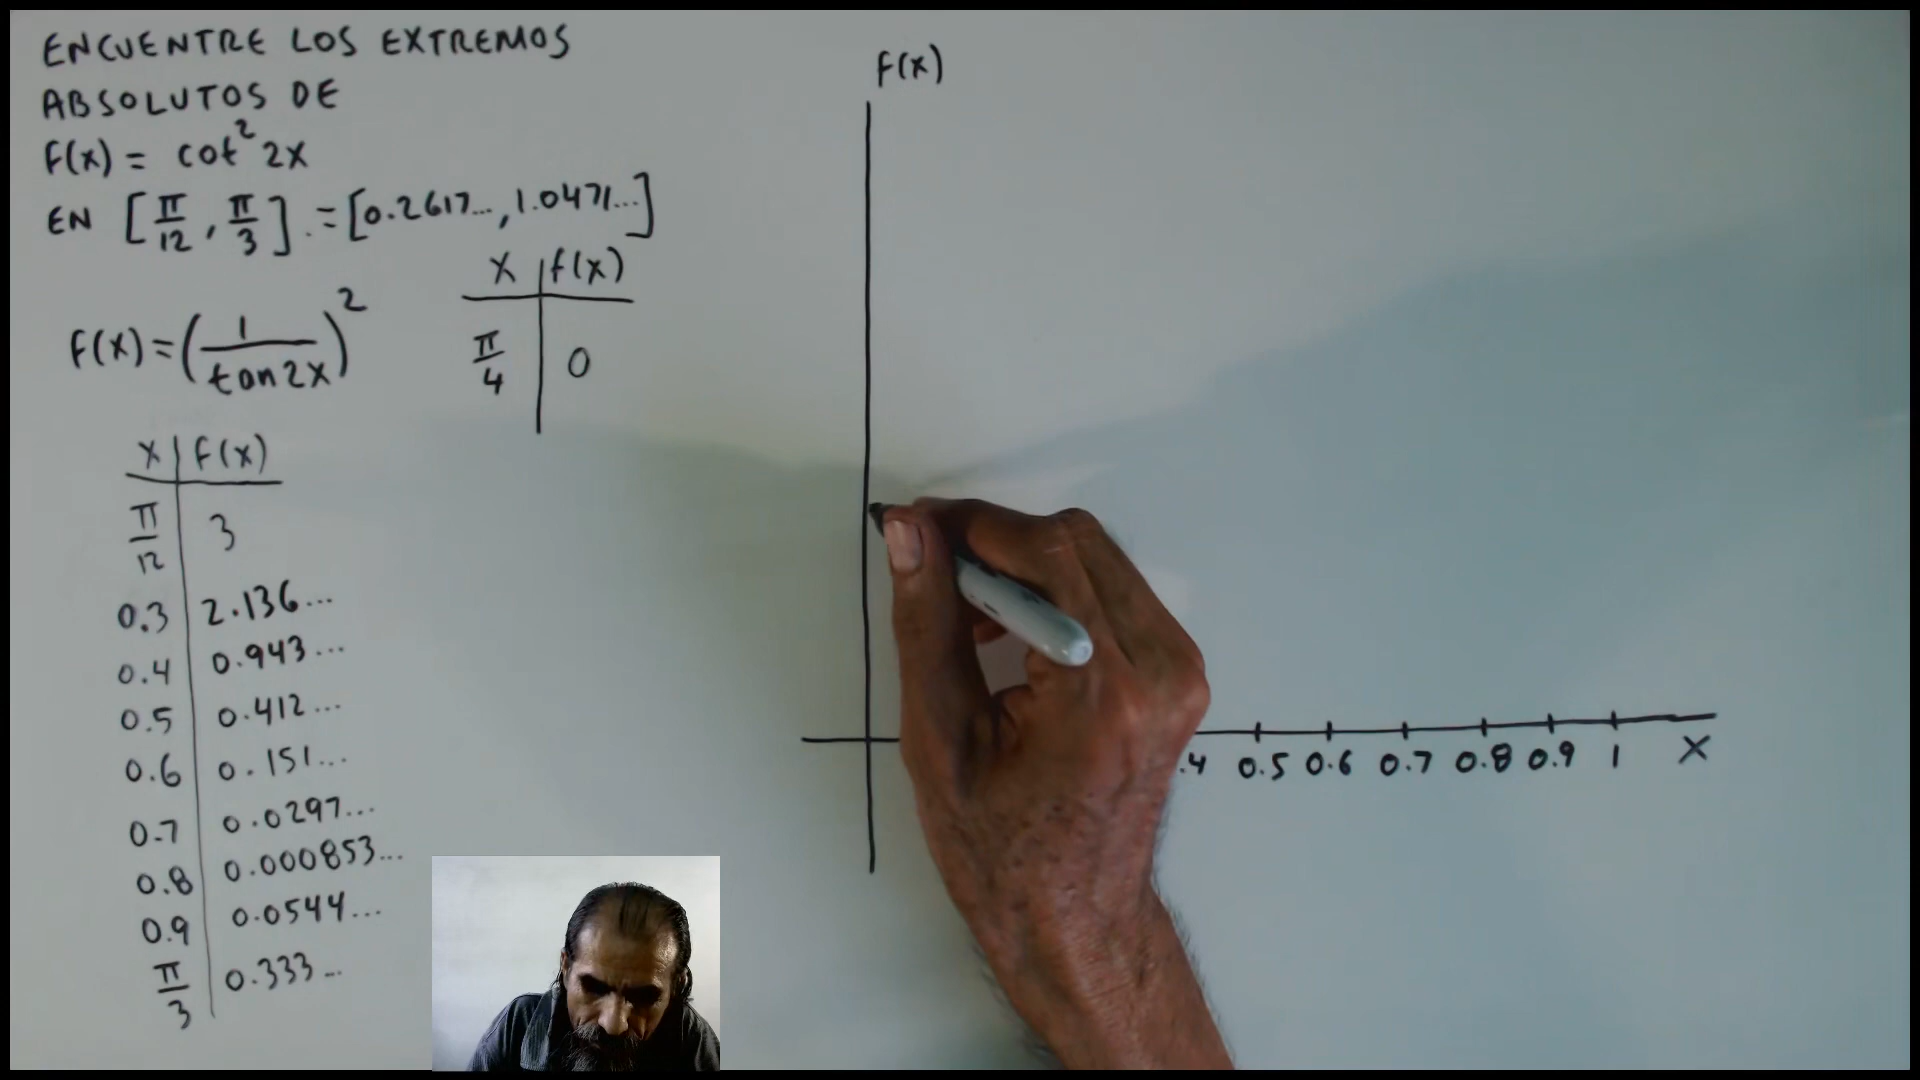 ENCUENTRE LOS EXTREMOS
ABSOLUTOS DE
F(x) = cot² 2x
EN [π/12, π/3] = [0.2617..., 1.0471...]
F(x) = (1/tan2x)²
x | f(x)
π/4 | 0
x | F(x)
π/12 | 3
0.3 | 2.136...
0.4 | 0.943...
0.5 | 0.412...
0.6 | 0.151...
0.7 | 0.0297...
0.8 | 0.000853...
0.9 | 0.0544...
π/3 | 0.333...
F(x)
.4 0.5 0.6 0.7 0.8 0.9 1 X